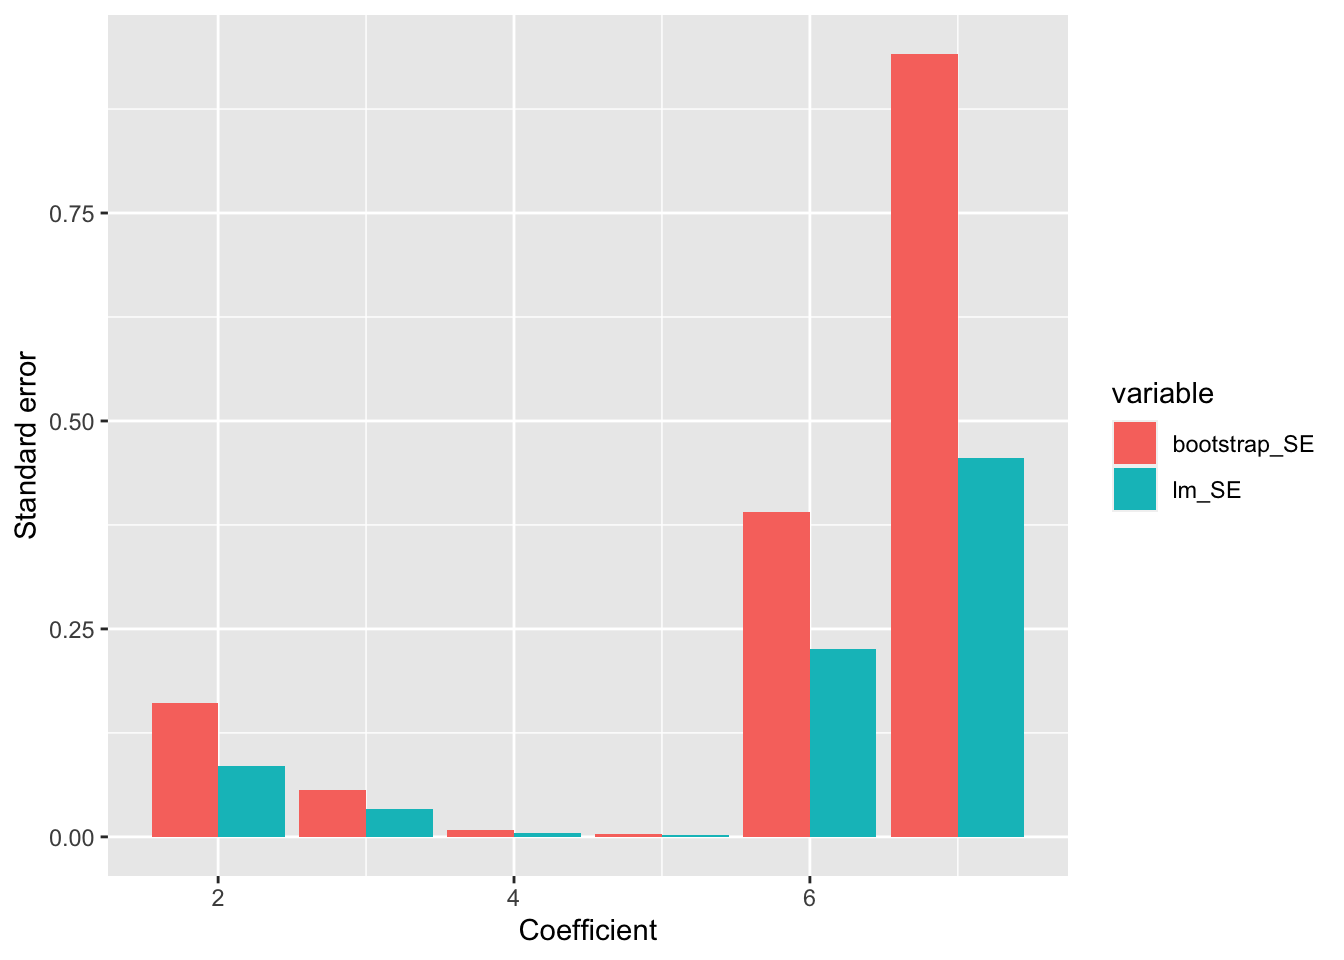 Standard error
0.75
0.50
0.25
0.00
2
4
6
Coefficient
variable
bootstrap_SE
lm_SE